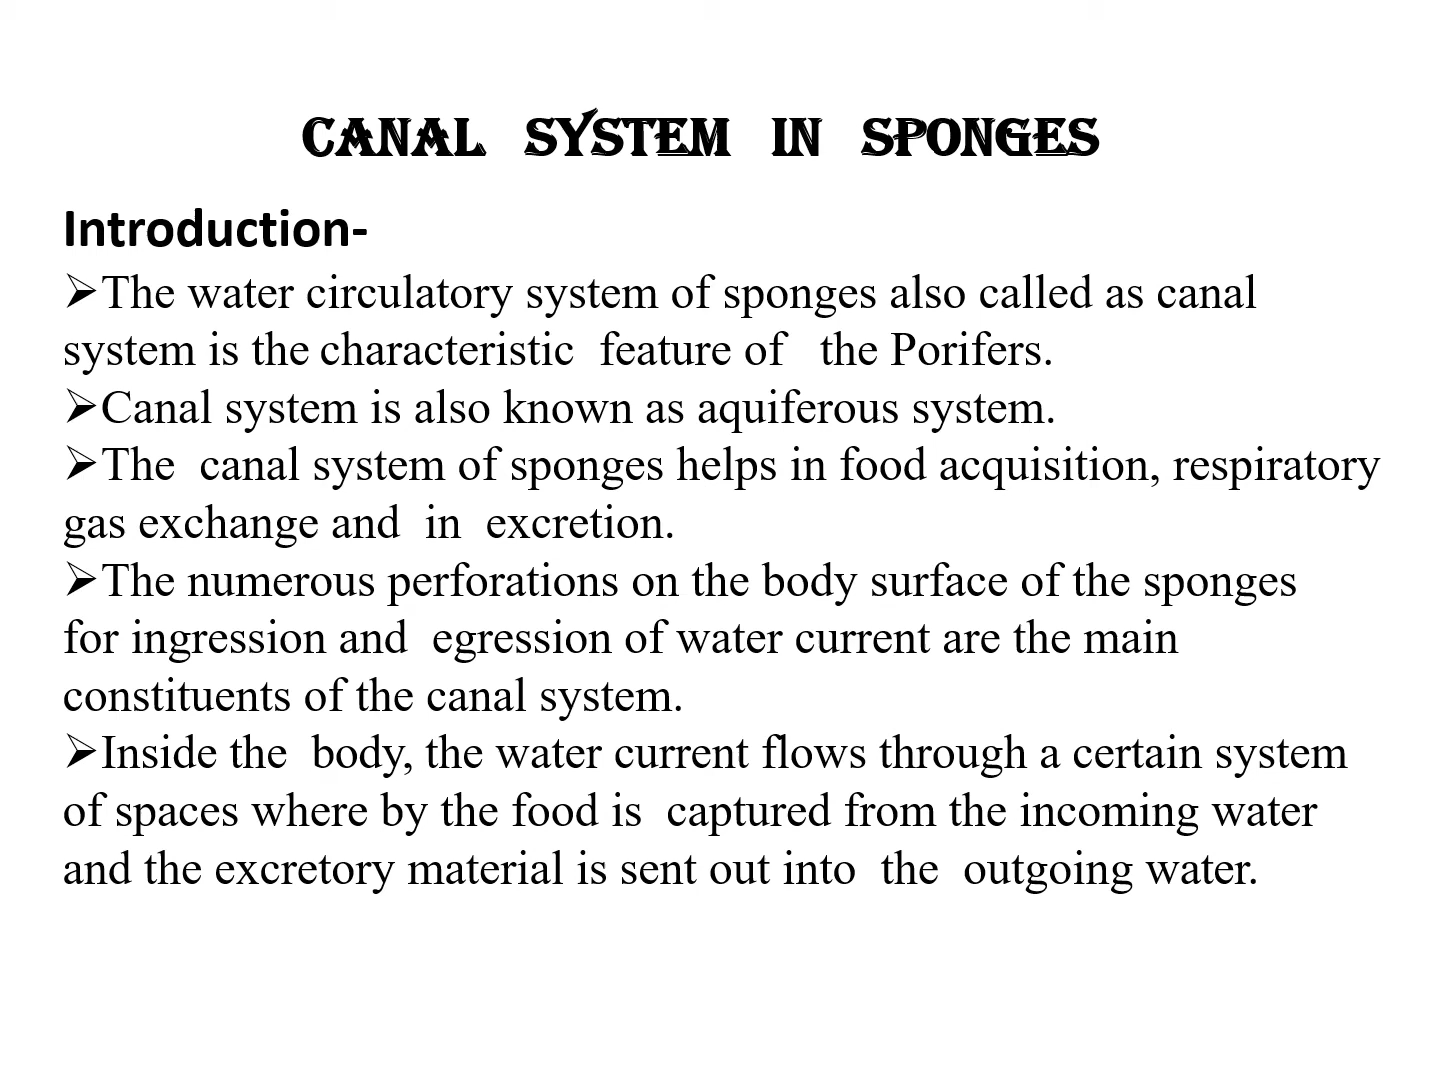 CANAL SYSTEM IN SPONGES
Introduction-
➢The water circulatory system of sponges also called as canal
system is the characteristic feature of the Porifers.
➢Canal system is also known as aquiferous system.
➢The canal system of sponges helps in food acquisition, respiratory
gas exchange and in excretion.
➢The numerous perforations on the body surface of the sponges
for ingression and egression of water current are the main
constituents of the canal system.
➢Inside the body, the water current flows through a certain system
of spaces where by the food is captured from the incoming water
and the excretory material is sent out into the outgoing water.